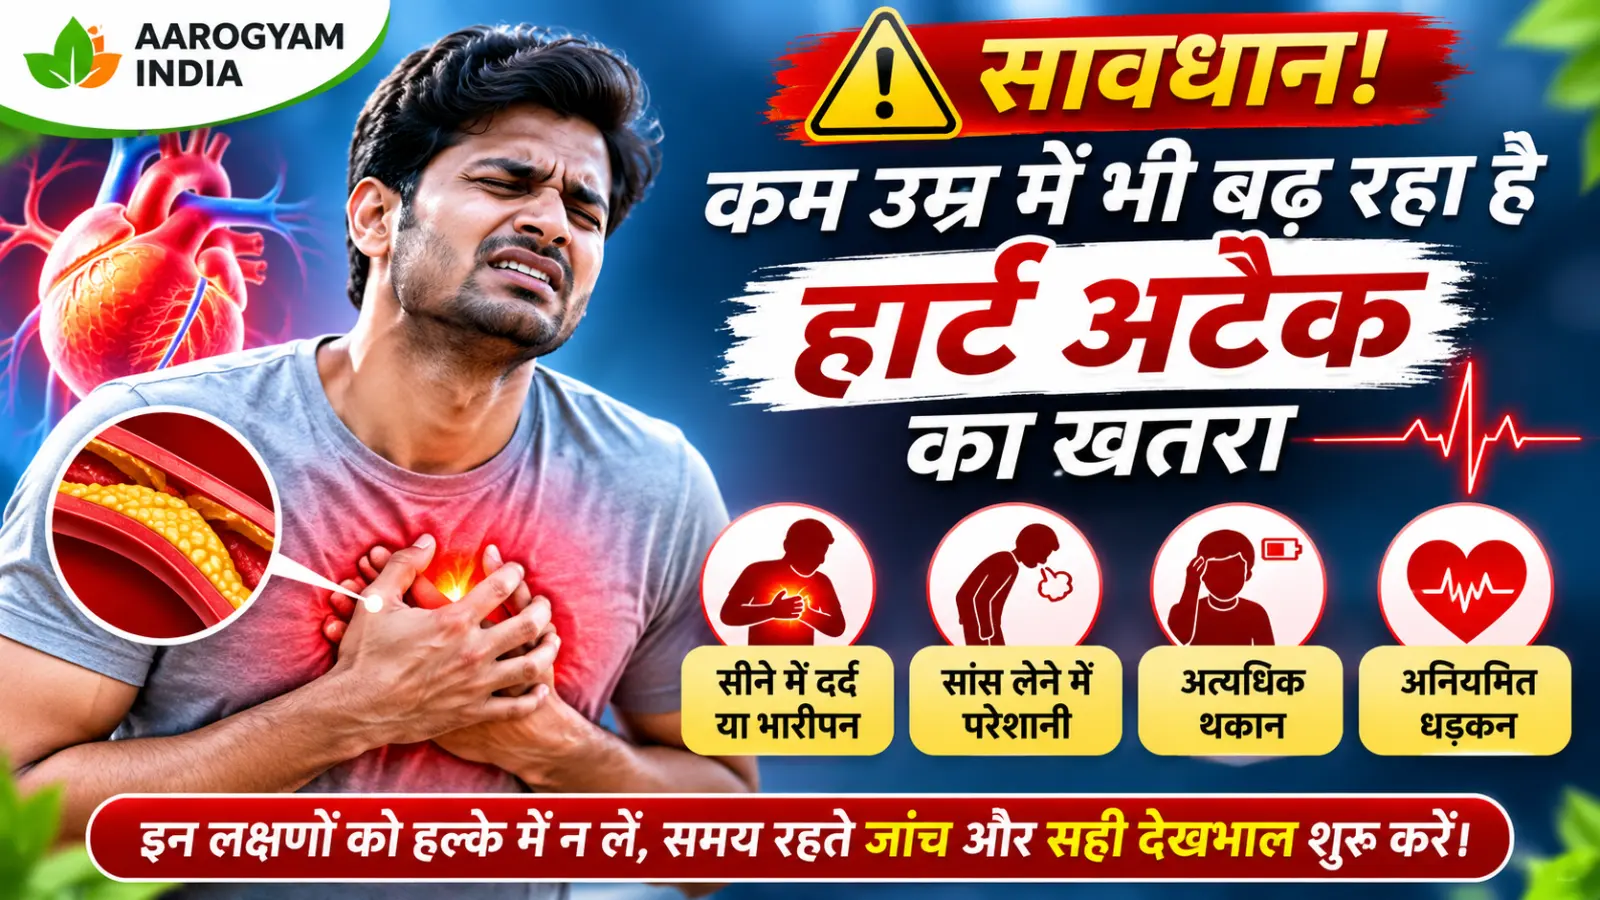 AAROGYAM
INDIA
सावधान!
कम उम्र में भी बढ़ रहा है
हार्ट अटैक
का खतरा
सीने में दर्द
या भारीपन
सांस लेने में
परेशानी
अत्यधिक
थकान
अनियमित
धड़कन
इन लक्षणों को हल्के में न लें, समय रहते जांच और सही देखभाल शुरू करें!